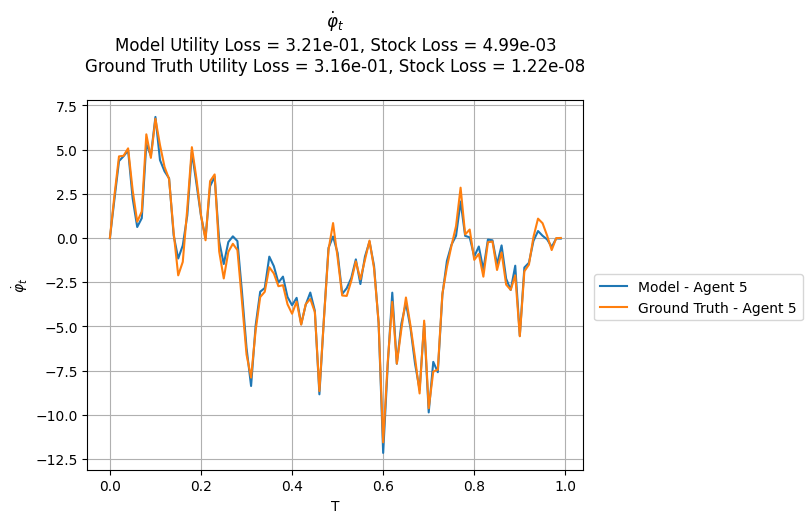 φ̇ₜ
Model Utility Loss = 3.21e-01, Stock Loss = 4.99e-03
Ground Truth Utility Loss = 3.16e-01, Stock Loss = 1.22e-08
7.5
5.0
2.5
0.0
−2.5
−5.0
−7.5
−10.0
−12.5
φ̇ₜ
0.0 0.2 0.4 0.6 0.8 1.0
T
Model - Agent 5
Ground Truth - Agent 5